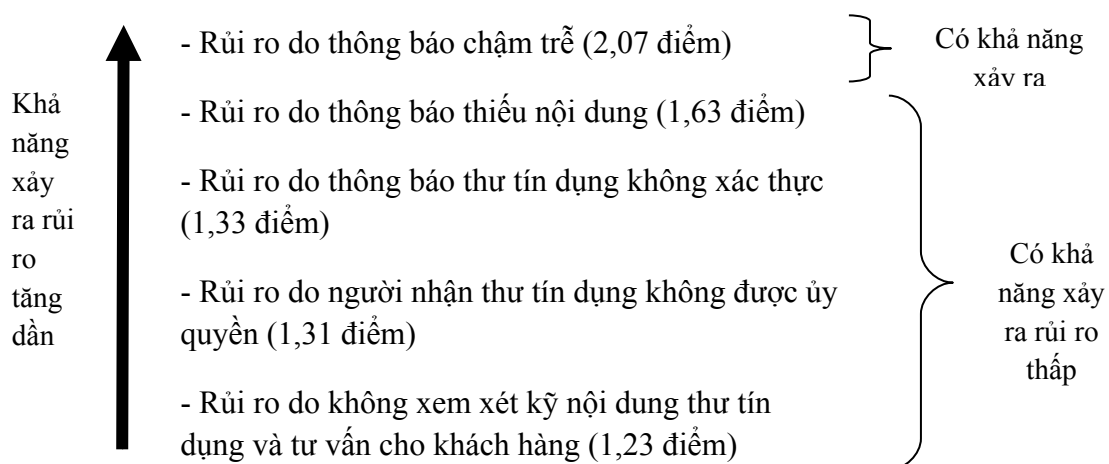 Khả
năng
xảy
ra rủi
ro
tăng
dần
- Rủi ro do thông báo chậm trễ (2,07 điểm)
- Rủi ro do thông báo thiếu nội dung (1,63 điểm)
- Rủi ro do thông báo thư tín dụng không xác thực
(1,33 điểm)
- Rủi ro do người nhận thư tín dụng không được ủy
quyền (1,31 điểm)
- Rủi ro do không xem xét kỹ nội dung thư tín
dụng và tư vấn cho khách hàng (1,23 điểm)
Có khả năng
xảy ra
Có khả
năng xảy
ra rủi ro
thấp